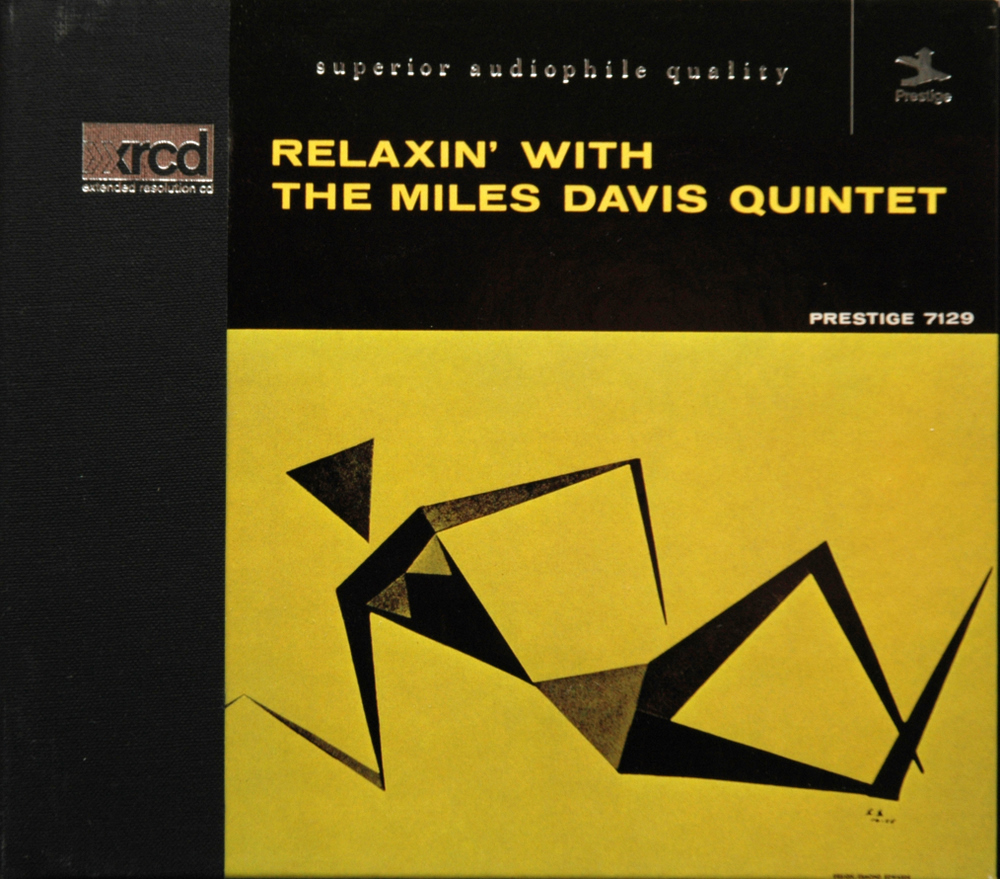 superior audiophile quality
Prestige
xrcd
extended resolution cd
RELAXIN' WITH
THE MILES DAVIS QUINTET
PRESTIGE 7129